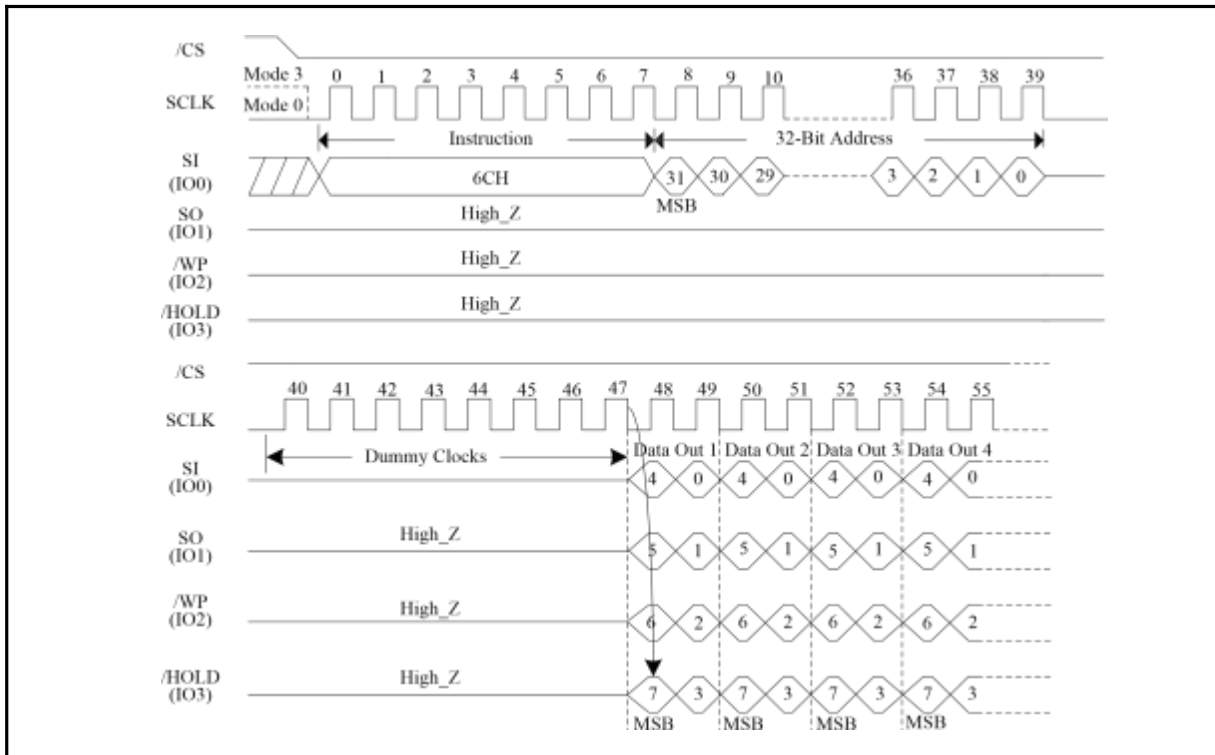 /CS
Mode 3 0 1 2 3 4 5 6 7 8 9 10 36 37 38 39
SCLK Mode 0
Instruction 32-Bit Address
SI
(IO0) 6CH 31 30 29 3 2 1 0
MSB
SO High_Z
(IO1)
/WP High_Z
(IO2)
/HOLD High_Z
(IO3)
/CS
40 41 42 43 44 45 46 47 48 49 50 51 52 53 54 55
SCLK
Dummy Clocks Data Out 1 Data Out 2 Data Out 3 Data Out 4
SI
(IO0) 4 0 4 0 4 0 4 0
SO High_Z
(IO1) 5 1 5 1 5 1 5 1
/WP High_Z
(IO2) 6 2 6 2 6 2 6 2
/HOLD High_Z
(IO3) 7 3 7 3 7 3 7 3
MSB MSB MSB MSB